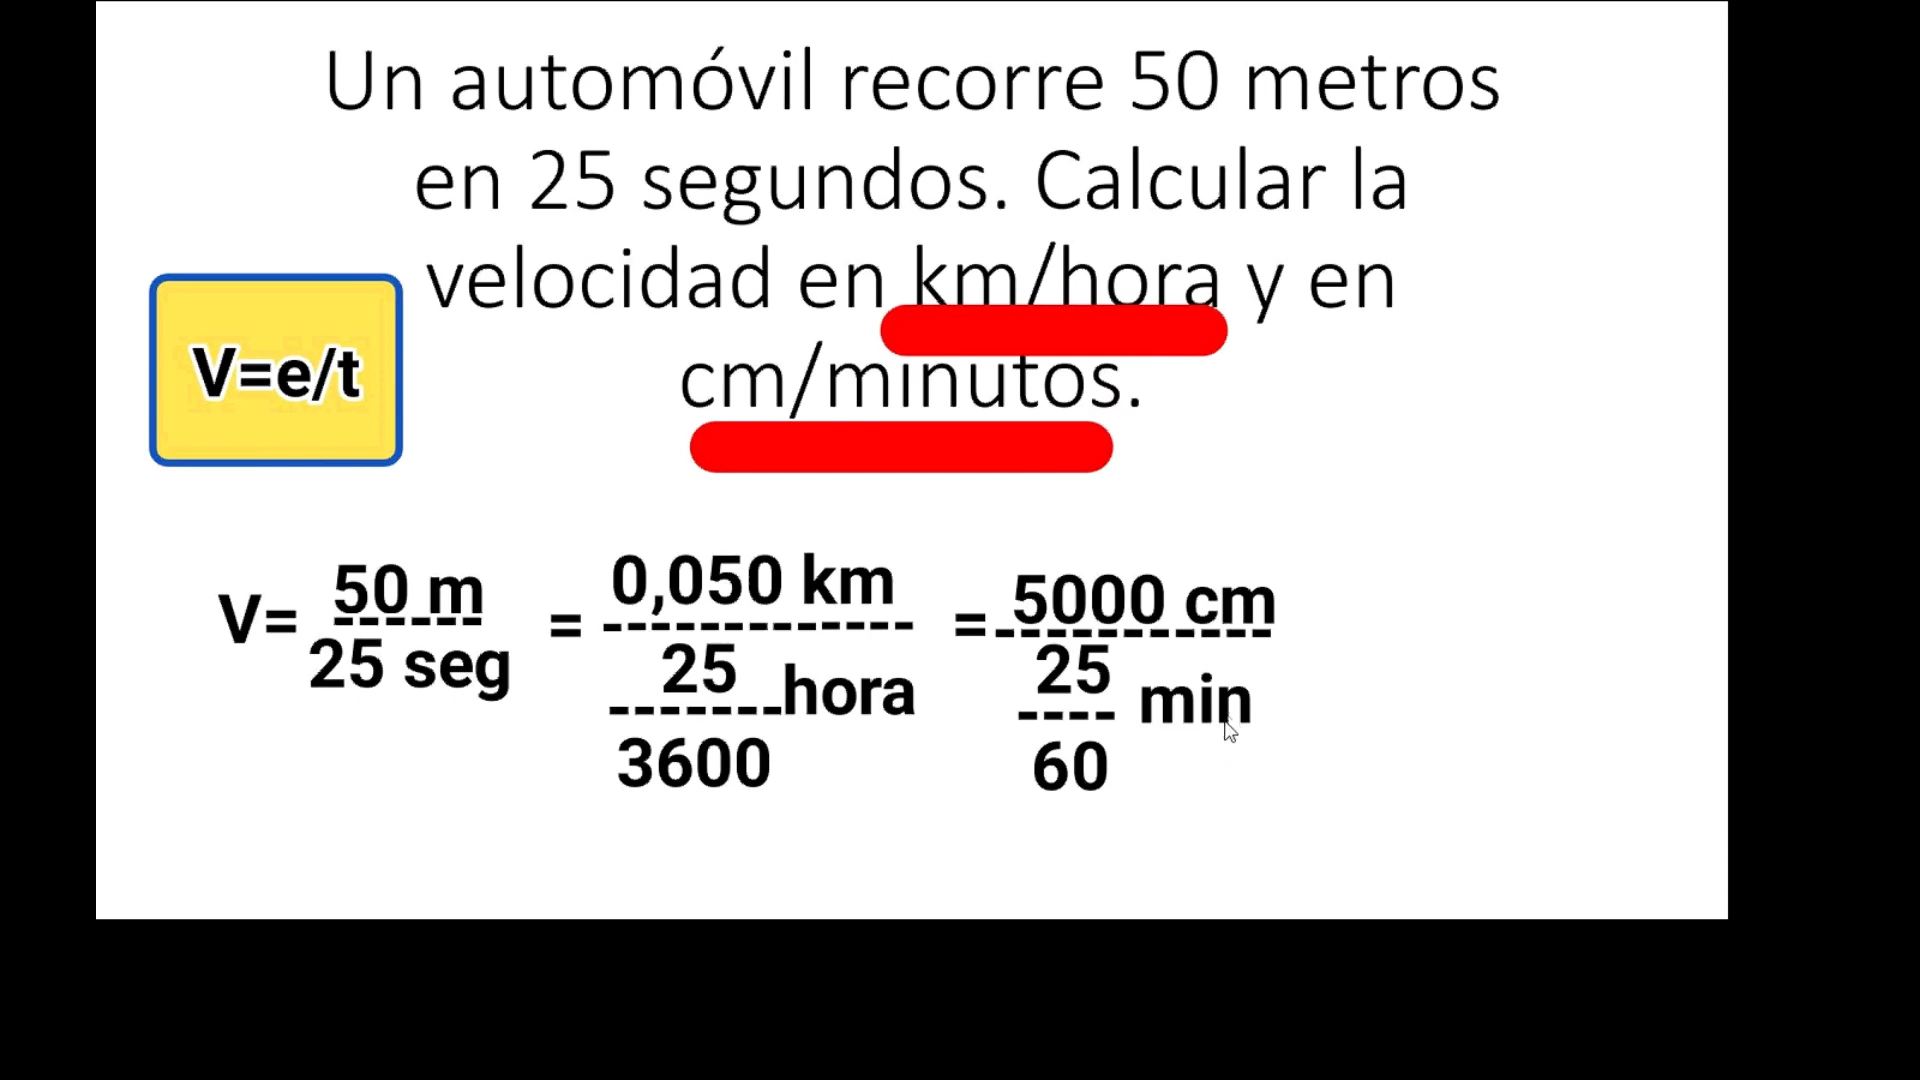 Un automóvil recorre 50 metros
en 25 segundos. Calcular la
velocidad en km/hora y en
cm/minutos.
V=e/t
V= 50 m
------
25 seg
= 0,050 km
-------------
25
-------hora
3600
= 5000 cm
-----------
25
---- min
60